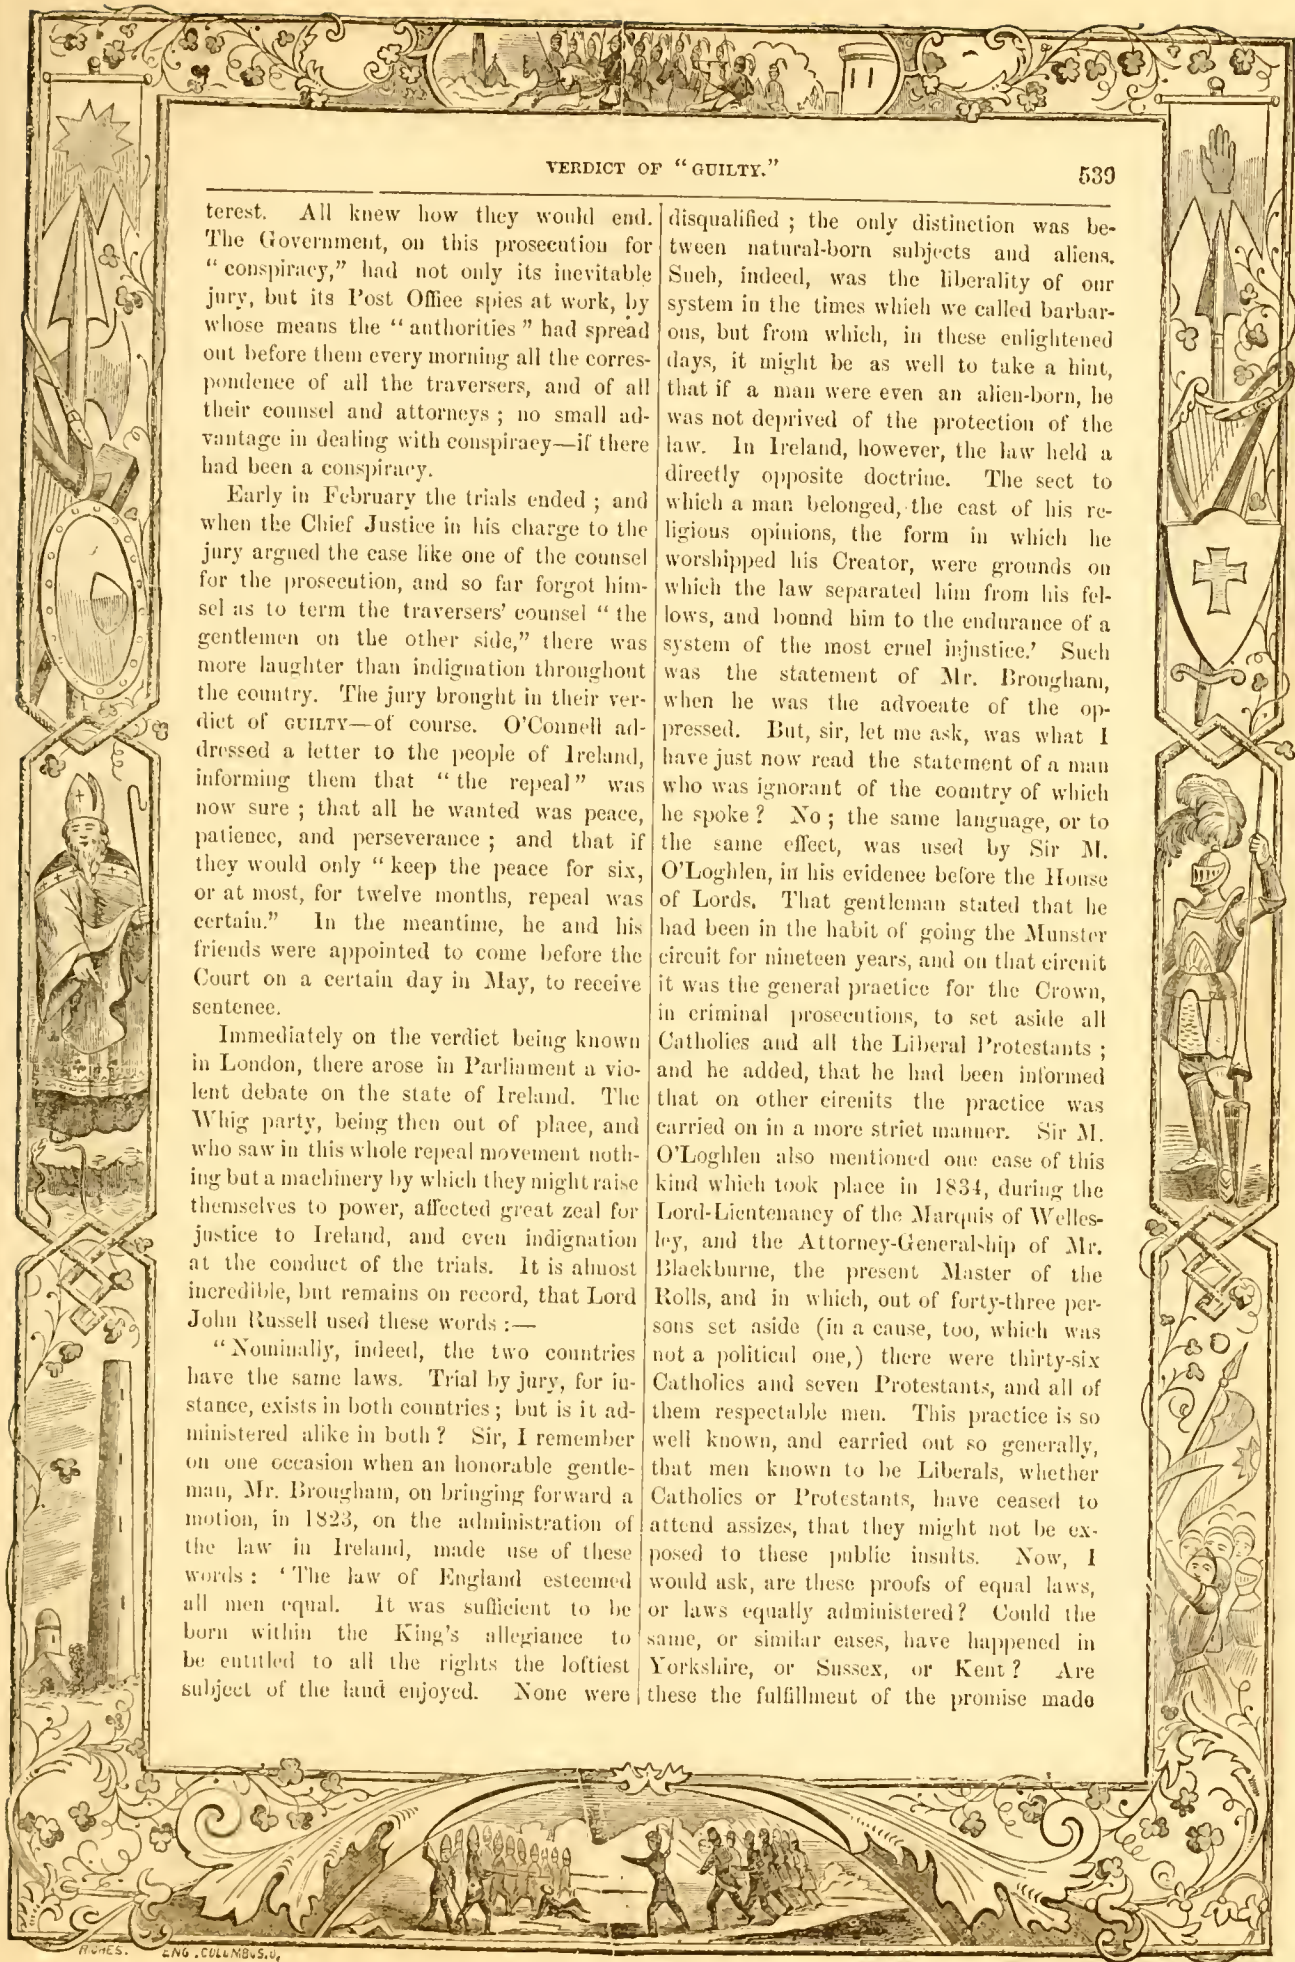 VERDICT OF "GUILTY."
539
terest. All knew how they would end.
The Government, on this prosecution for
"conspiracy," had not only its inevitable
jury, but its Post Office spies at work, by
whose means the "authorities" had spread
out before them every morning all the corres-
pondence of all the traversers, and of all
their counsel and attorneys; no small ad-
vantage in dealing with conspiracy—if there
had been a conspiracy.
Early in February the trials ended; and
when the Chief Justice in his charge to the
jury argued the case like one of the counsel
for the prosecution, and so far forgot him-
sel as to term the traversers' counsel "the
gentlemen on the other side," there was
more laughter than indignation throughout
the country. The jury brought in their ver-
dict of GUILTY—of course. O'Connell ad-
dressed a letter to the people of Ireland,
informing them that "the repeal" was
now sure; that all he wanted was peace,
patience, and perseverance; and that if
they would only "keep the peace for six,
or at most, for twelve months, repeal was
certain." In the meantime, he and his
friends were appointed to come before the
Court on a certain day in May, to receive
sentence.
Immediately on the verdict being known
in London, there arose in Parliament a vio-
lent debate on the state of Ireland. The
Whig party, being then out of place, and
who saw in this whole repeal movement noth-
ing but a machinery by which they might raise
themselves to power, affected great zeal for
justice to Ireland, and even indignation
at the conduct of the trials. It is almost
incredible, but remains on record, that Lord
John Russell used these words:—
"Nominally, indeed, the two countries
have the same laws. Trial by jury, for in-
stance, exists in both countries; but is it ad-
ministered alike in both? Sir, I remember
on one occasion when an honorable gentle-
man, Mr. Brougham, on bringing forward a
motion, in 1823, on the administration of
the law in Ireland, made use of these
words: 'The law of England esteemed
all men equal. It was sufficient to be
born within the King's allegiance to
be entitled to all the rights the loftiest
subject of the land enjoyed. None were
disqualified; the only distinction was be-
tween natural-born subjects and aliens.
Such, indeed, was the liberality of our
system in the times which we called barbar-
ous, but from which, in these enlightened
days, it might be as well to take a hint,
that if a man were even an alien-born, he
was not deprived of the protection of the
law. In Ireland, however, the law held a
directly opposite doctrine. The sect to
which a man belonged, the cast of his re-
ligious opinions, the form in which he
worshipped his Creator, were grounds on
which the law separated him from his fel-
lows, and bound him to the endurance of a
system of the most cruel injustice.' Such
was the statement of Mr. Brougham,
when he was the advocate of the op-
pressed. But, sir, let me ask, was what I
have just now read the statement of a man
who was ignorant of the country of which
he spoke? No; the same language, or to
the same effect, was used by Sir M.
O'Loghlen, in his evidence before the House
of Lords. That gentleman stated that he
had been in the habit of going the Munster
circuit for nineteen years, and on that circuit
it was the general practice for the Crown,
in criminal prosecutions, to set aside all
Catholics and all the Liberal Protestants;
and he added, that he had been informed
that on other circuits the practice was
carried on in a more strict manner. Sir M.
O'Loghlen also mentioned one case of this
kind which took place in 1834, during the
Lord-Lieutenancy of the Marquis of Welles-
ley, and the Attorney-Generalship of Mr.
Blackburne, the present Master of the
Rolls, and in which, out of forty-three per-
sons set aside (in a cause, too, which was
not a political one,) there were thirty-six
Catholics and seven Protestants, and all of
them respectable men. This practice is so
well known, and carried out so generally,
that men known to be Liberals, whether
Catholics or Protestants, have ceased to
attend assizes, that they might not be ex-
posed to these public insults. Now, I
would ask, are these proofs of equal laws,
or laws equally administered? Could the
same, or similar cases, have happened in
Yorkshire, or Sussex, or Kent? Are
these the fulfillment of the promise made
ENG. COLUMBUS.O.